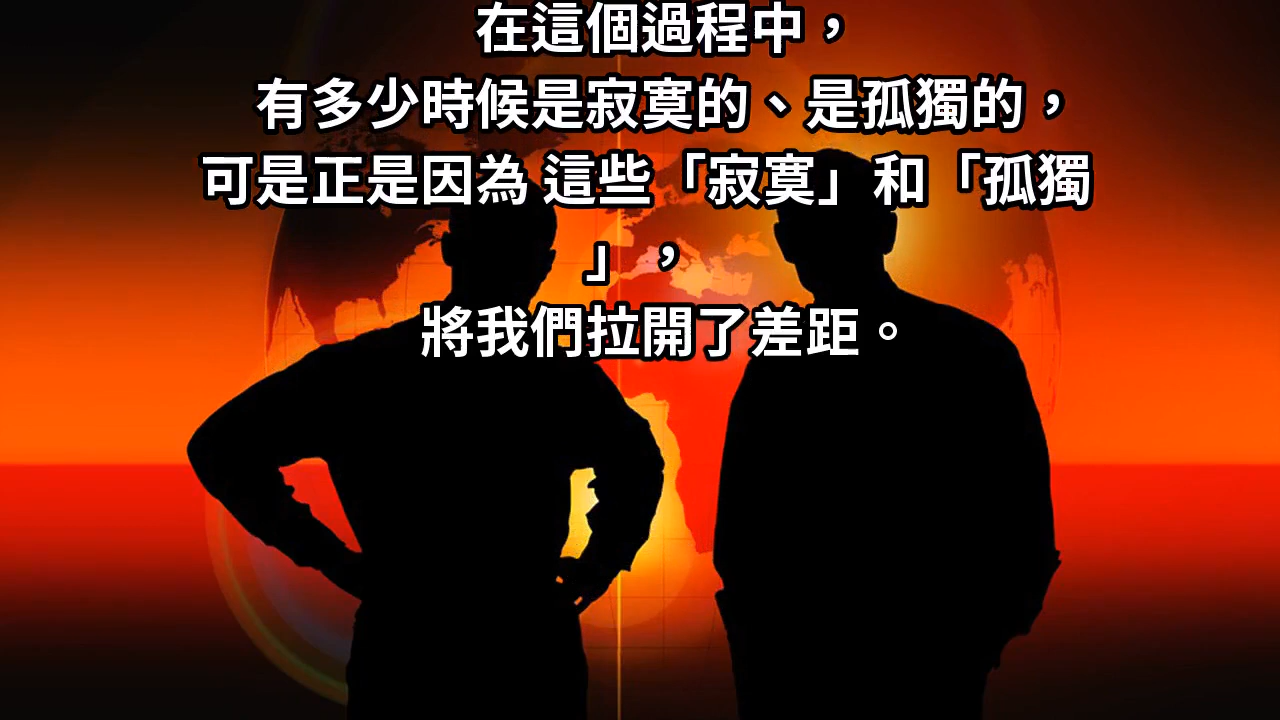 在這個過程中，
有多少時候是寂寞的、是孤獨的，
可是正是因為 這些「寂寞」和「孤獨
」，
將我們拉開了差距。